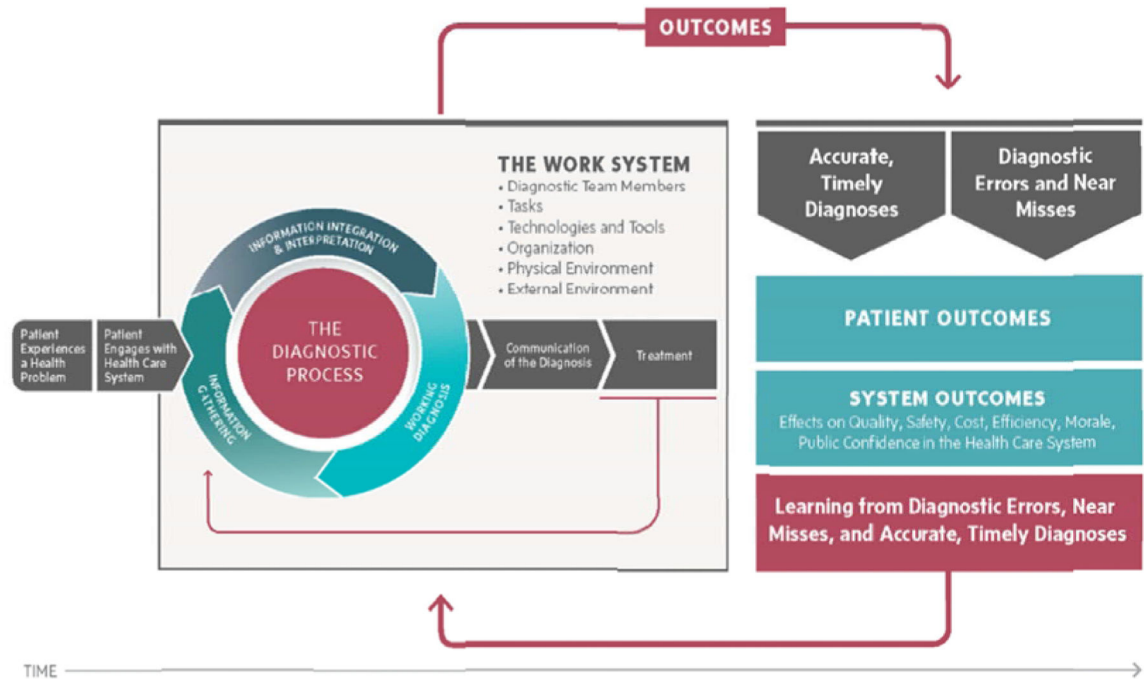 OUTCOMES
THE WORK SYSTEM
• Diagnostic Team Members
• Tasks
• Technologies and Tools
• Organization
• Physical Environment
• External Environment
Patient
Experiences
a Health
Problem
Patient
Engages with
Health Care
System
THE
DIAGNOSTIC
PROCESS
INFORMATION INTEGRATION
& INTERPRETATION
INFORMATION
GATHERING
WORKING
DIAGNOSIS
Communication
of the Diagnosis
Treatment
Accurate,
Timely
Diagnoses
Diagnostic
Errors and Near
Misses
PATIENT OUTCOMES
SYSTEM OUTCOMES
Effects on Quality, Safety, Cost, Efficiency, Morale,
Public Confidence in the Health Care System
Learning from Diagnostic Errors, Near
Misses, and Accurate, Timely Diagnoses
TIME